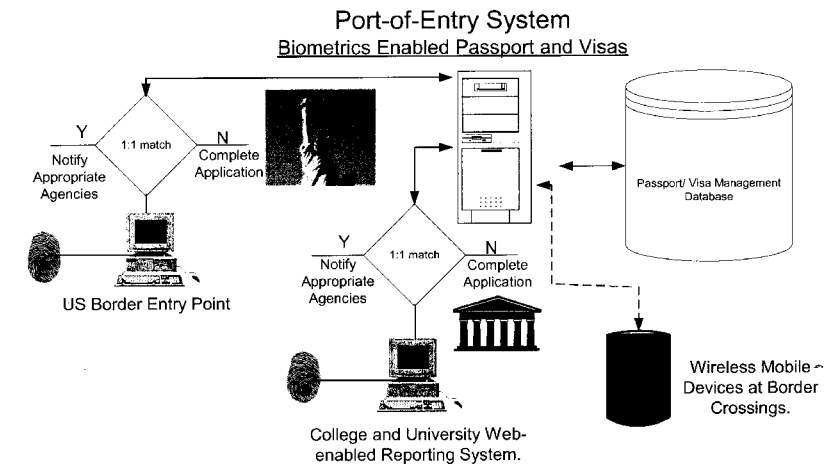 Port-of-Entry System
Biometrics Enabled Passport and Visas
Y
1:1 match
N
Notify
Appropriate
Agencies
Complete
Application
US Border Entry Point
Y
1:1 match
N
Notify
Appropriate
Agencies
Complete
Application
College and University Web-
enabled Reporting System.
Passport/ Visa Management
Database
Wireless Mobile
Devices at Border
Crossings.